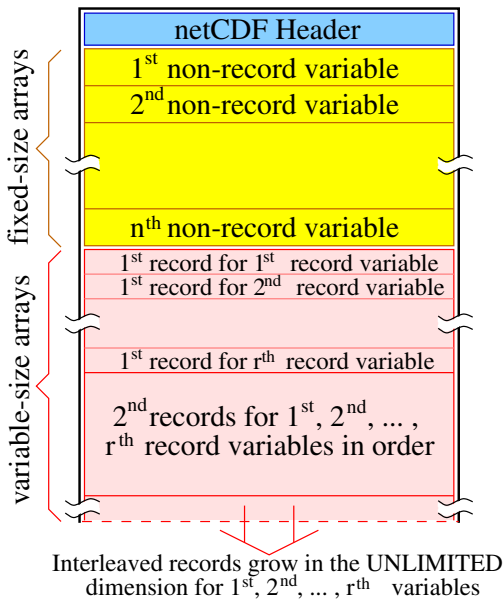 netCDF Header
1st non-record variable
2nd non-record variable
nth non-record variable
fixed-size arrays
1st record for 1st record variable
1st record for 2nd record variable
1st record for rth record variable
2nd records for 1st, 2nd, ... ,
rth record variables in order
variable-size arrays
Interleaved records grow in the UNLIMITED
dimension for 1st, 2nd, ... , rth variables